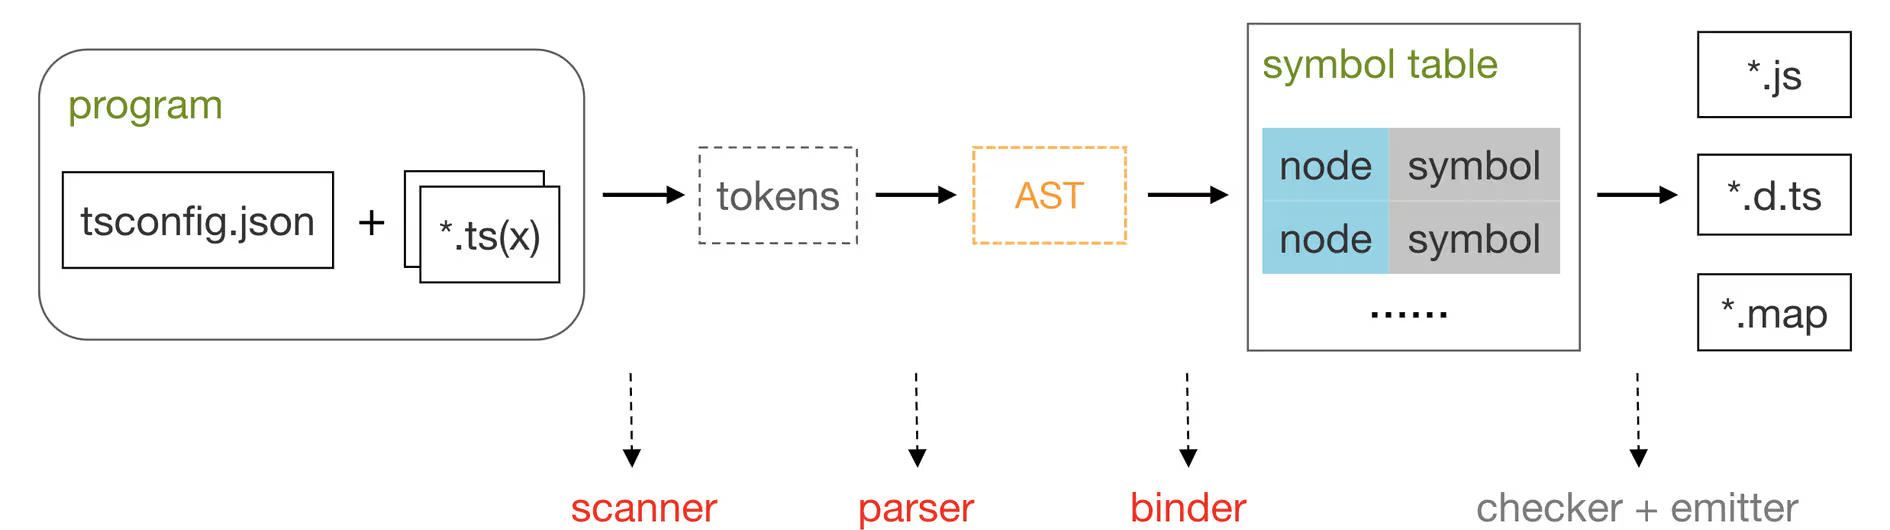 program
tsconfig.json + *.ts(x)
tokens
AST
symbol table
node symbol
node symbol
......
*.js
*.d.ts
*.map
scanner
parser
binder
checker + emitter